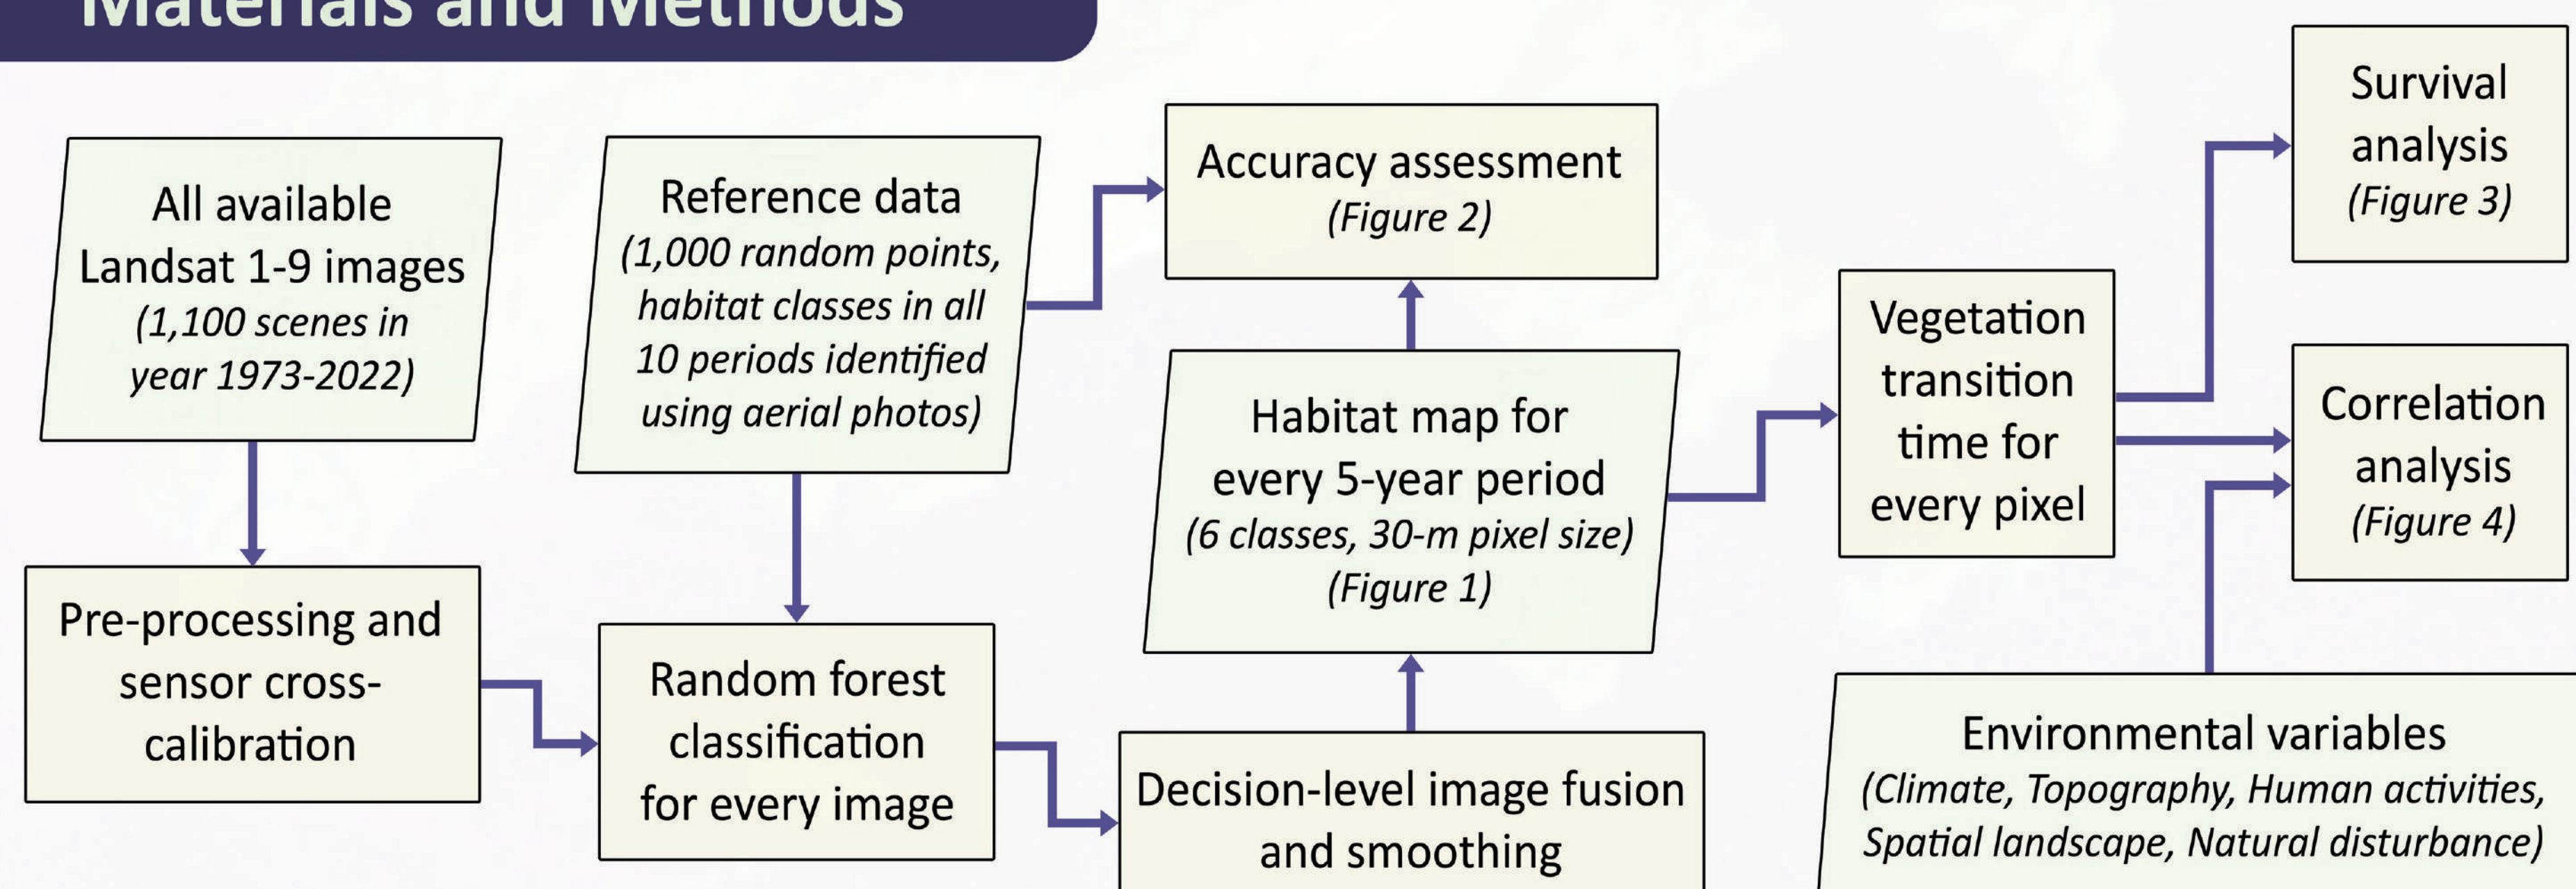 Materials and Methods
All available
Landsat 1-9 images
(1,100 scenes in
year 1973-2022)
Pre-processing and
sensor cross-
calibration
Reference data
(1,000 random points,
habitat classes in all
10 periods identified
using aerial photos)
Random forest
classification
for every image
Accuracy assessment
(Figure 2)
Habitat map for
every 5-year period
(6 classes, 30-m pixel size)
(Figure 1)
Decision-level image fusion
and smoothing
Vegetation
transition
time for
every pixel
Survival
analysis
(Figure 3)
Correlation
analysis
(Figure 4)
Environmental variables
(Climate, Topography, Human activities,
Spatial landscape, Natural disturbance)